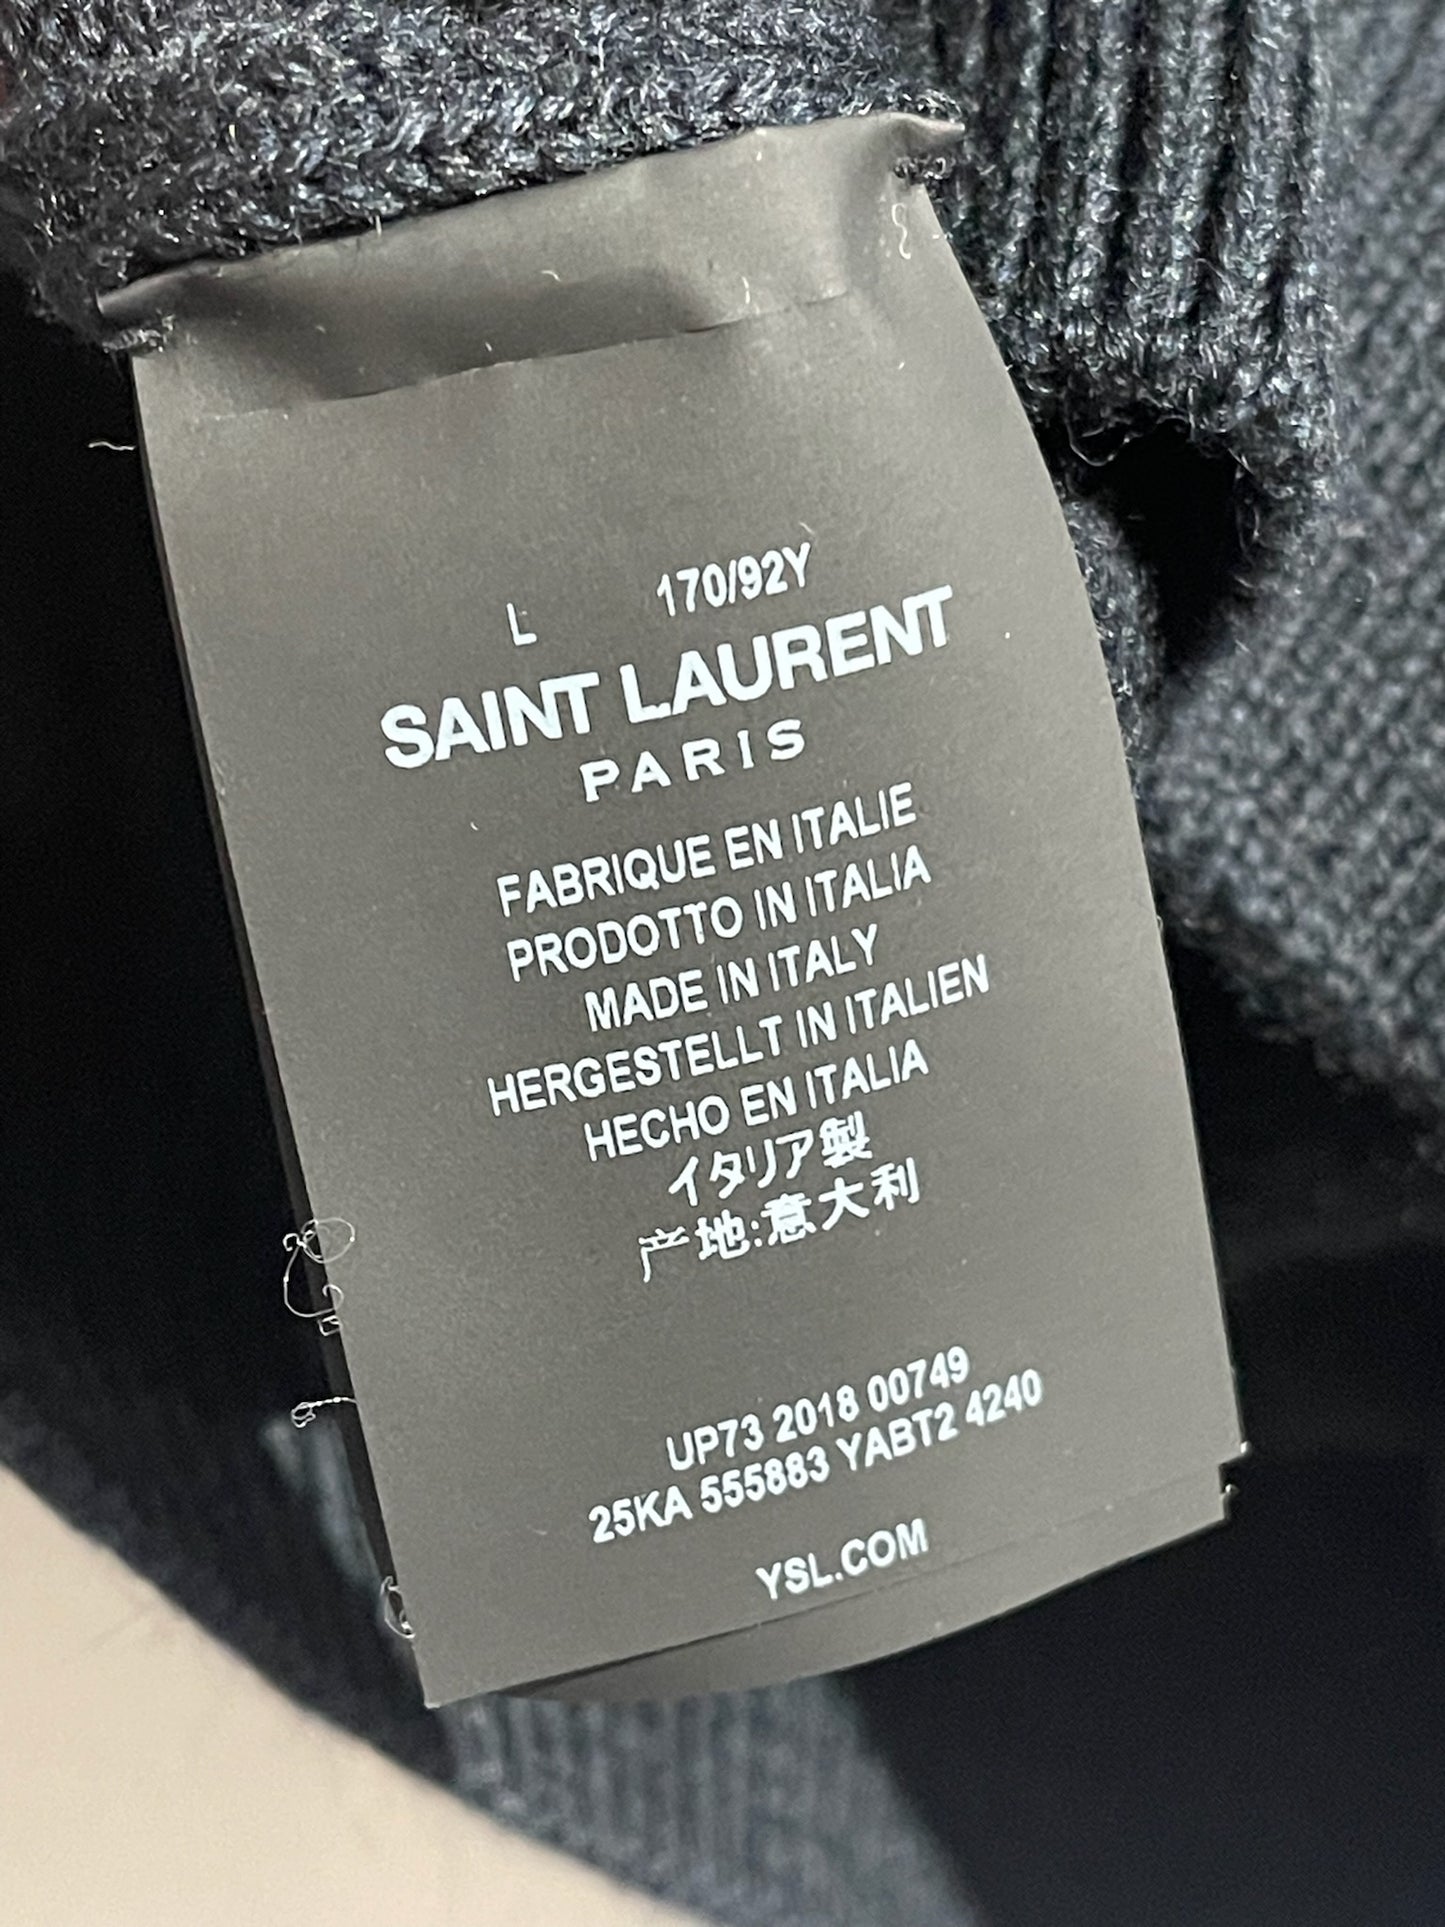 L 170/92Y
SAINT LAURENT
PARIS
FABRIQUE EN ITALIE
PRODOTTO IN ITALIA
MADE IN ITALY
HERGESTELLT IN ITALIEN
HECHO EN ITALIA
イタリア製
产地:意大利
UP73 2018 00749
25KA 555883 YABT2 4240
YSL.COM